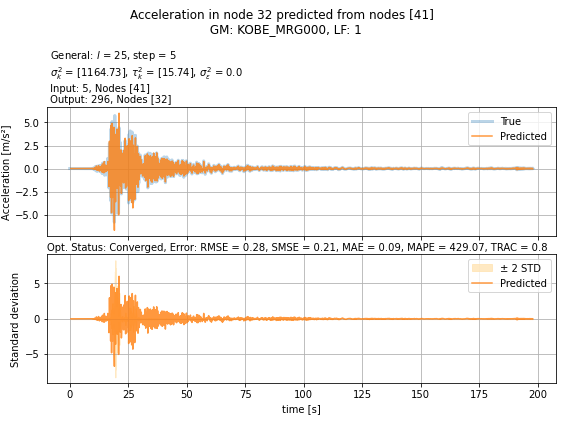 Acceleration in node 32 predicted from nodes [41]
GM: KOBE_MRG000, LF: 1
General: l = 25, step = 5
σ²ₖ = [1164.73], τ²ₖ = [15.74], σ²ε = 0.0
Input: 5, Nodes [41]
Output: 296, Nodes [32]
Acceleration [m/s²]
5.0
2.5
0.0
−2.5
−5.0
True
Predicted
Opt. Status: Converged, Error: RMSE = 0.28, SMSE = 0.21, MAE = 0.09, MAPE = 429.07, TRAC = 0.8
Standard deviation
5
0
−5
± 2 STD
Predicted
0 25 50 75 100 125 150 175 200
time [s]